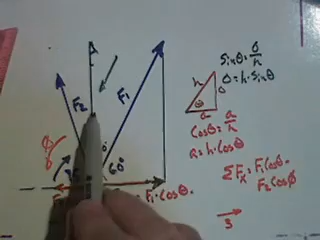 Sinθ = o/h
o = h·Sinθ
h
o
θ
a
Cosθ = a/h
a = h·Cosθ
ΣFx = F₁Cosθ -
F₂Cosϕ
F₂
F₁
ϕ
60°
F₁·Cosθ